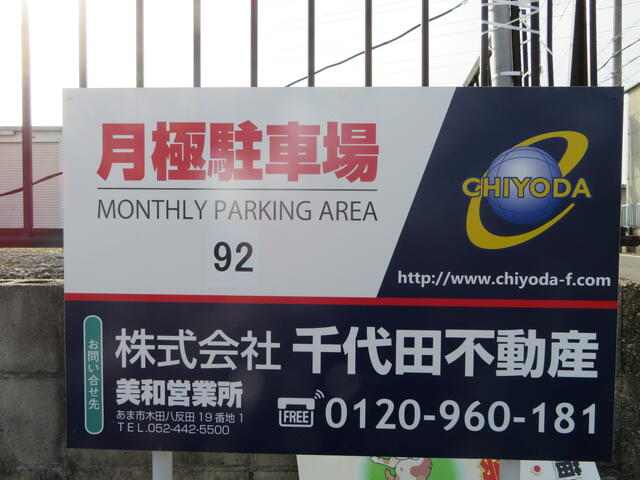 月極駐車場
MONTHLY PARKING AREA
92
CHIYODA
http://www.chiyoda-f.com
お問い合せ先
株式会社 千代田不動産
美和営業所
あま市木田八反田19番地1
TEL.052-442-5500
FREE 0120-960-181